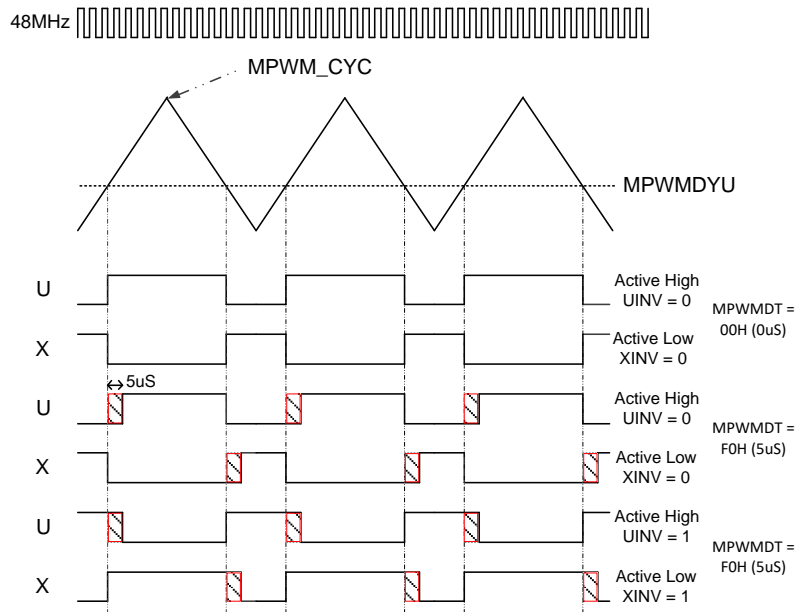 48MHz
MPWM_CYC
MPWMDYU
U
Active High
UINV = 0
MPWMDT =
00H (0uS)
X
Active Low
XINV = 0
5uS
U
Active High
UINV = 0
MPWMDT =
F0H (5uS)
X
Active Low
XINV = 0
U
Active High
UINV = 1
MPWMDT =
F0H (5uS)
X
Active Low
XINV = 1